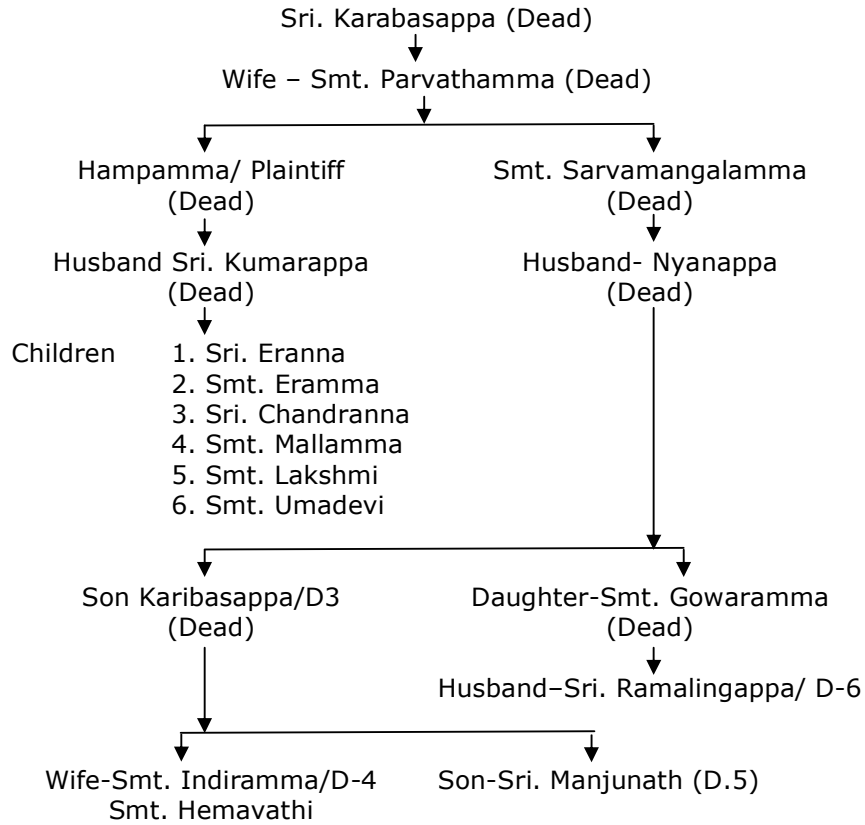 Sri. Karabasappa (Dead)
Wife – Smt. Parvathamma (Dead)
Hampamma/ Plaintiff
(Dead)
Smt. Sarvamangalamma
(Dead)
Husband Sri. Kumarappa
(Dead)
Husband- Nyanappa
(Dead)
Children
1. Sri. Eranna
2. Smt. Eramma
3. Sri. Chandranna
4. Smt. Mallamma
5. Smt. Lakshmi
6. Smt. Umadevi
Son Karibasappa/D3
(Dead)
Daughter-Smt. Gowaramma
(Dead)
Husband–Sri. Ramalingappa/ D-6
Wife-Smt. Indiramma/D-4
Smt. Hemavathi
Son-Sri. Manjunath (D.5)